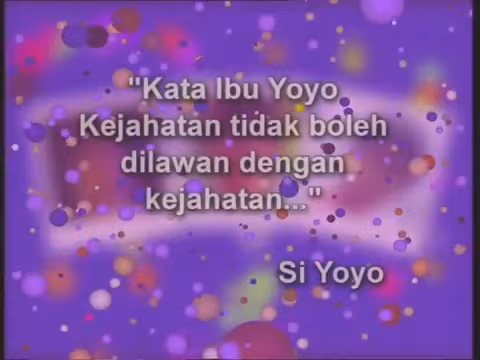 "Kata Ibu Yoyo
Kejahatan tidak boleh
dilawan dengan
kejahatan..."
Si Yoyo